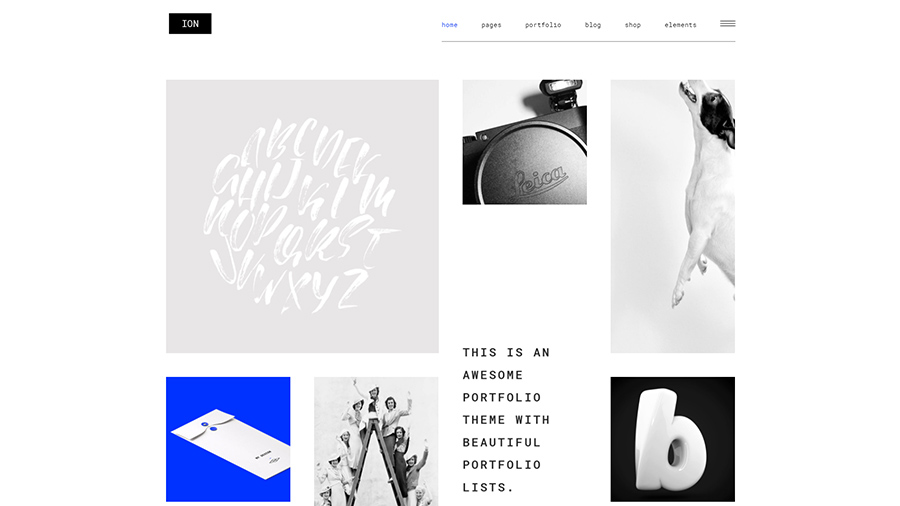 ION
home pages portfolio blog shop elements
ABCDEF
GHIJKLM
NOPQRST
UVWXYZ
Leica
THIS IS AN
AWESOME
PORTFOLIO
THEME WITH
BEAUTIFUL
PORTFOLIO
LISTS.
b